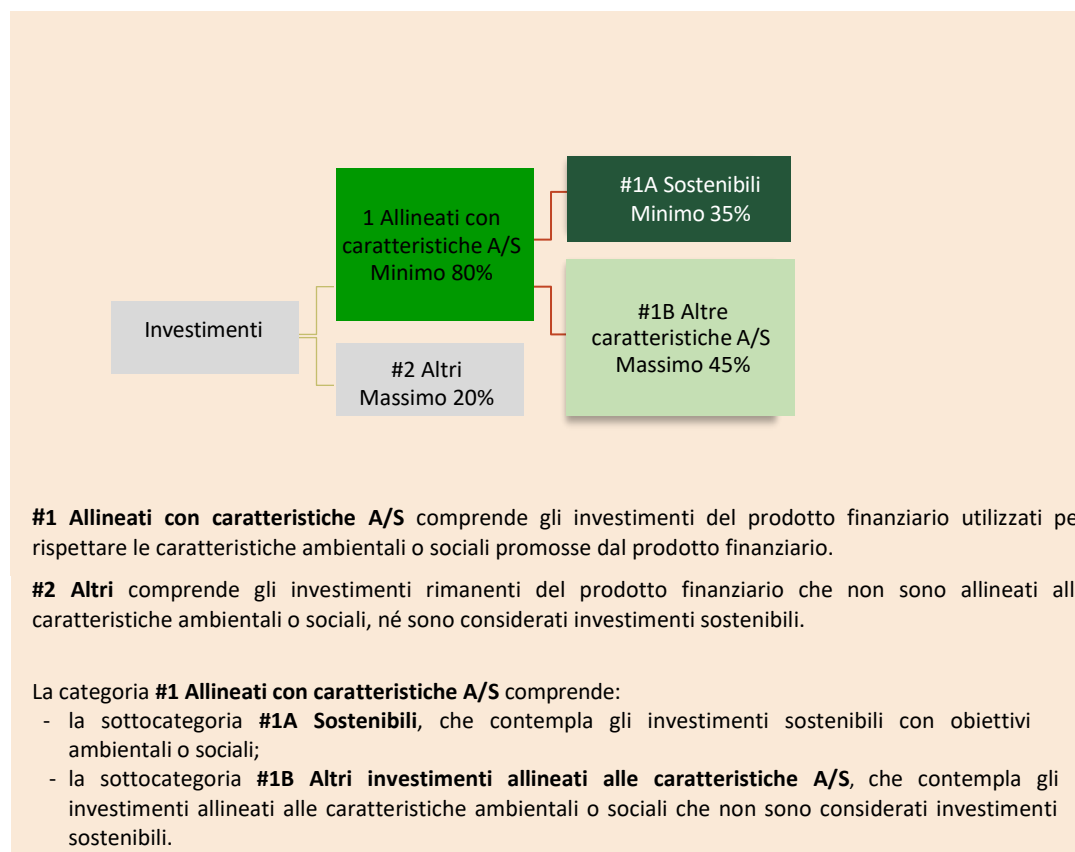 #1A Sostenibili
Minimo 35%
1 Allineati con
caratteristiche A/S
Minimo 80%
#1B Altre
caratteristiche A/S
Massimo 45%
Investimenti
#2 Altri
Massimo 20%
#1 Allineati con caratteristiche A/S comprende gli investimenti del prodotto finanziario utilizzati pe
rispettare le caratteristiche ambientali o sociali promosse dal prodotto finanziario.
#2 Altri comprende gli investimenti rimanenti del prodotto finanziario che non sono allineati all
caratteristiche ambientali o sociali, né sono considerati investimenti sostenibili.
La categoria #1 Allineati con caratteristiche A/S comprende:
- la sottocategoria #1A Sostenibili, che contempla gli investimenti sostenibili con obiettivi
ambientali o sociali;
- la sottocategoria #1B Altri investimenti allineati alle caratteristiche A/S, che contempla gli
investimenti allineati alle caratteristiche ambientali o sociali che non sono considerati investimenti
sostenibili.